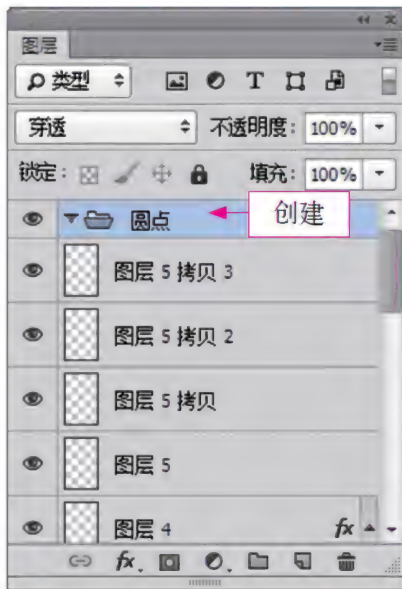 图层
类型
穿透 不透明度: 100%
锁定: 填充: 100%
圆点 创建
图层 5 拷贝 3
图层 5 拷贝 2
图层 5 拷贝
图层 5
图层 4 fx
fx